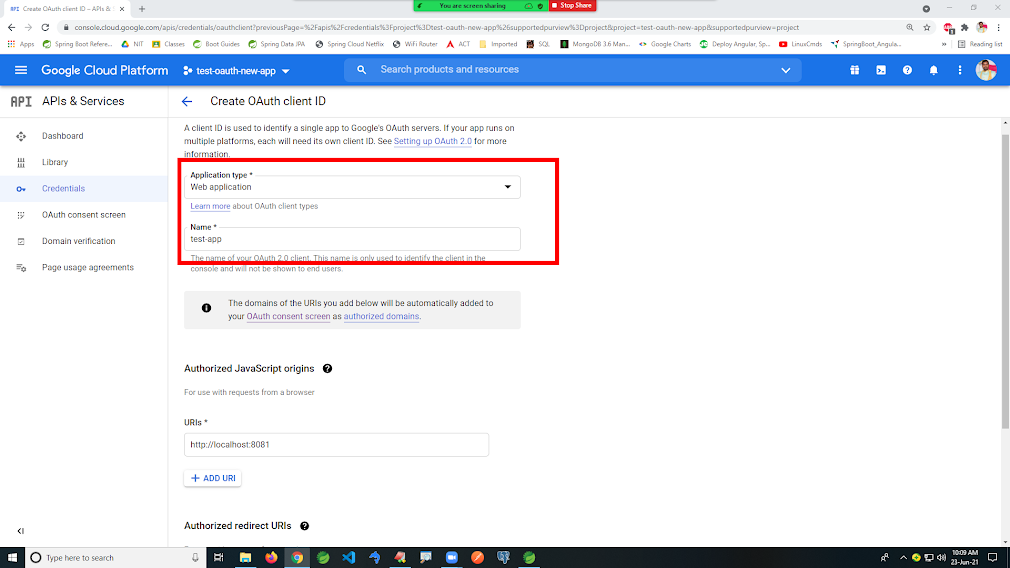 You are screen sharing
Stop Share
API Create OAuth client ID – APIs &
console.cloud.google.com/apis/credentials/oauthclient?previousPage=%2Fapis%2Fcredentials%3Fproject%3Dtest-oauth-new-app%26supportedpurview%3Dproject&project=test-oauth-new-app&supportedpurview=project
Apps
Spring Boot Refere...
NIT
Classes
Boot Guides
Spring Data JPA
Spring Cloud Netflix
WiFi Router
ACT
Imported
SQL
MongoDB 3.6 Man...
Google Charts
Deploy Angular, Sp...
LinuxCmds
SpringBoot_Angula...
»
Reading list
Google Cloud Platform
test-oauth-new-app
Search products and resources
API APIs & Services
Create OAuth client ID
Dashboard
Library
Credentials
OAuth consent screen
Domain verification
Page usage agreements
A client ID is used to identify a single app to Google's OAuth servers. If your app runs on
multiple platforms, each will need its own client ID. See Setting up OAuth 2.0 for more
information.
Application type *
Web application
Learn more about OAuth client types
Name *
test-app
The name of your OAuth 2.0 client. This name is only used to identify the client in the
console and will not be shown to end users.
The domains of the URIs you add below will be automatically added to
your OAuth consent screen as authorized domains.
Authorized JavaScript origins
For use with requests from a browser
URIs *
http://localhost:8081
+ ADD URI
Authorized redirect URIs
Type here to search
10:09 AM
23-Jun-21